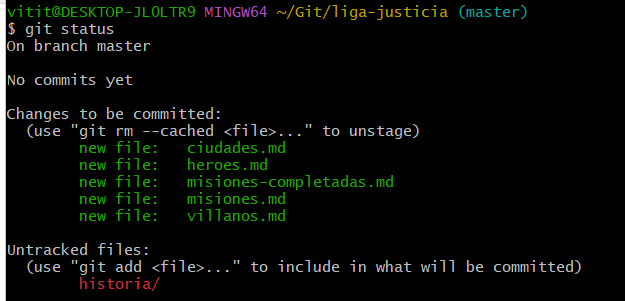 vitit@DESKTOP-JLOLTR9 MINGW64 ~/Git/liga-justicia (master)
$ git status
On branch master

No commits yet

Changes to be committed:
  (use "git rm --cached <file>..." to unstage)
        new file:   ciudades.md
        new file:   heroes.md
        new file:   misiones-completadas.md
        new file:   misiones.md
        new file:   villanos.md

Untracked files:
  (use "git add <file>..." to include in what will be committed)
        historia/